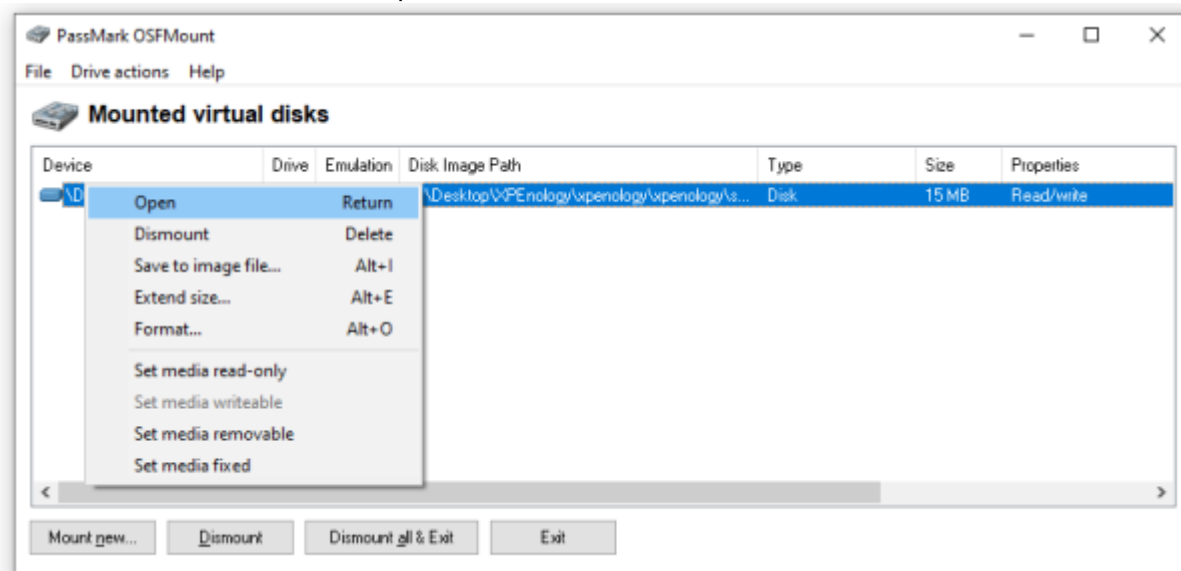 PassMark OSFMount
File Drive actions Help
Mounted virtual disks
Device Drive Emulation Disk Image Path Type Size Properties
\D \Desktop\XPEnology\xpenology\xpenology\s... Disk 15 MB Read/write
Open Return
Dismount Delete
Save to image file... Alt+I
Extend size... Alt+E
Format... Alt+O
Set media read-only
Set media writeable
Set media removable
Set media fixed
Mount new... Dismount Dismount all & Exit Exit